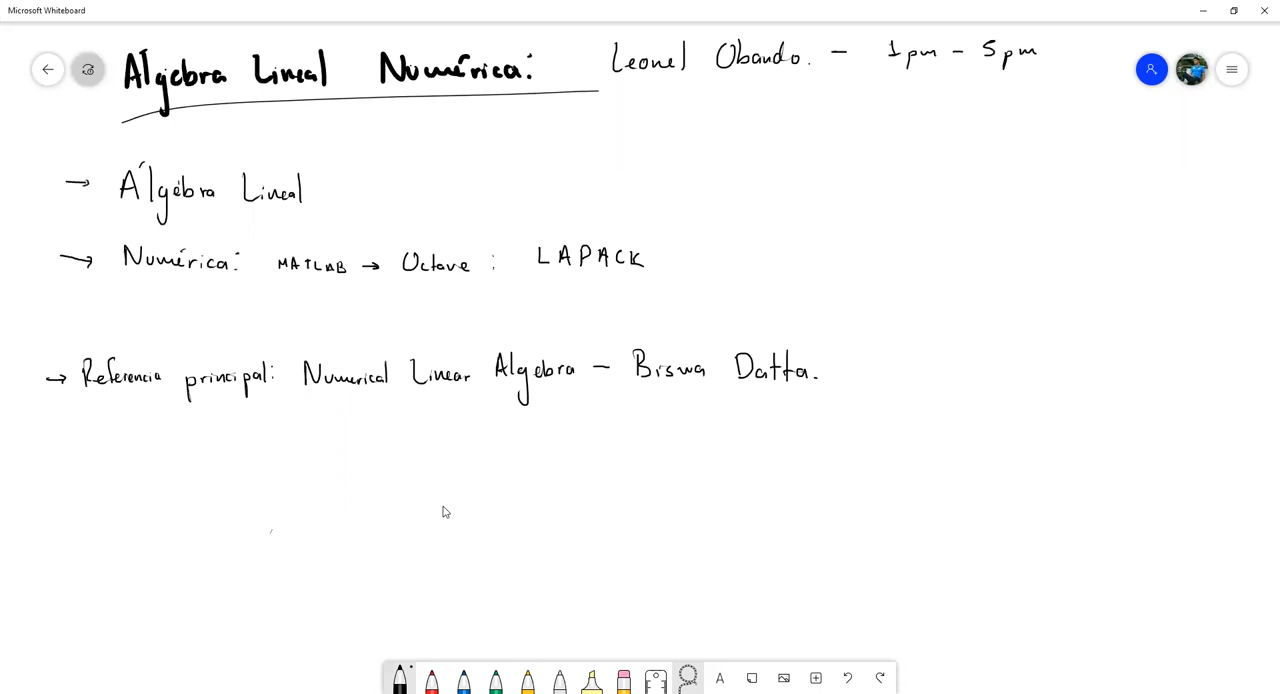 Microsoft Whiteboard
Álgebra Lineal Numérica: Leonel Obando. - 1pm - 5pm
→ Álgebra Lineal
→ Numérica: MATLAB → Octave : LAPACK
→ Referencia principal: Numerical Linear Algebra - Biswa Datta.
A